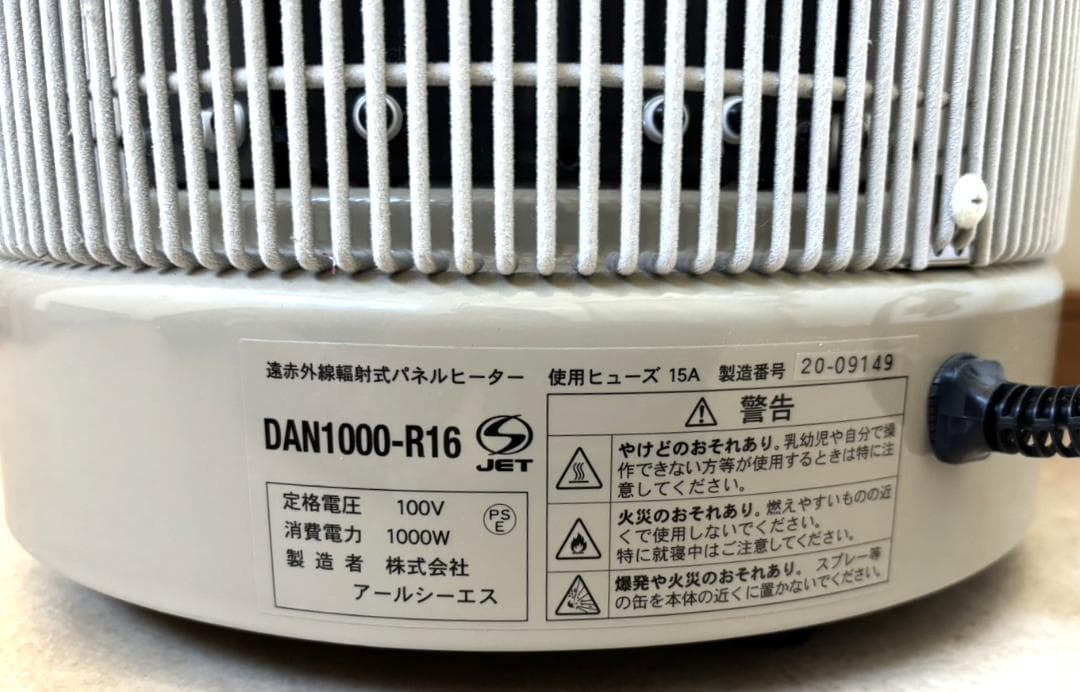 遠赤外線輻射式パネルヒーター 使用ヒューズ 15A 製造番号 20-09149
DAN1000-R16
JET
定格電圧 100V
消費電力 1000W
製造者 株式会社
アールシーエス
PS
E
警告
やけどのおそれあり。乳幼児や自分で操
作できない方等が使用するときは特に注
意してください。
火災のおそれあり。燃えやすいものの近
くで使用しないでください。
特に就寝中はご注意してください。
爆発や火災のおそれあり。スプレー等
の缶を本体の近くに置かないでください。